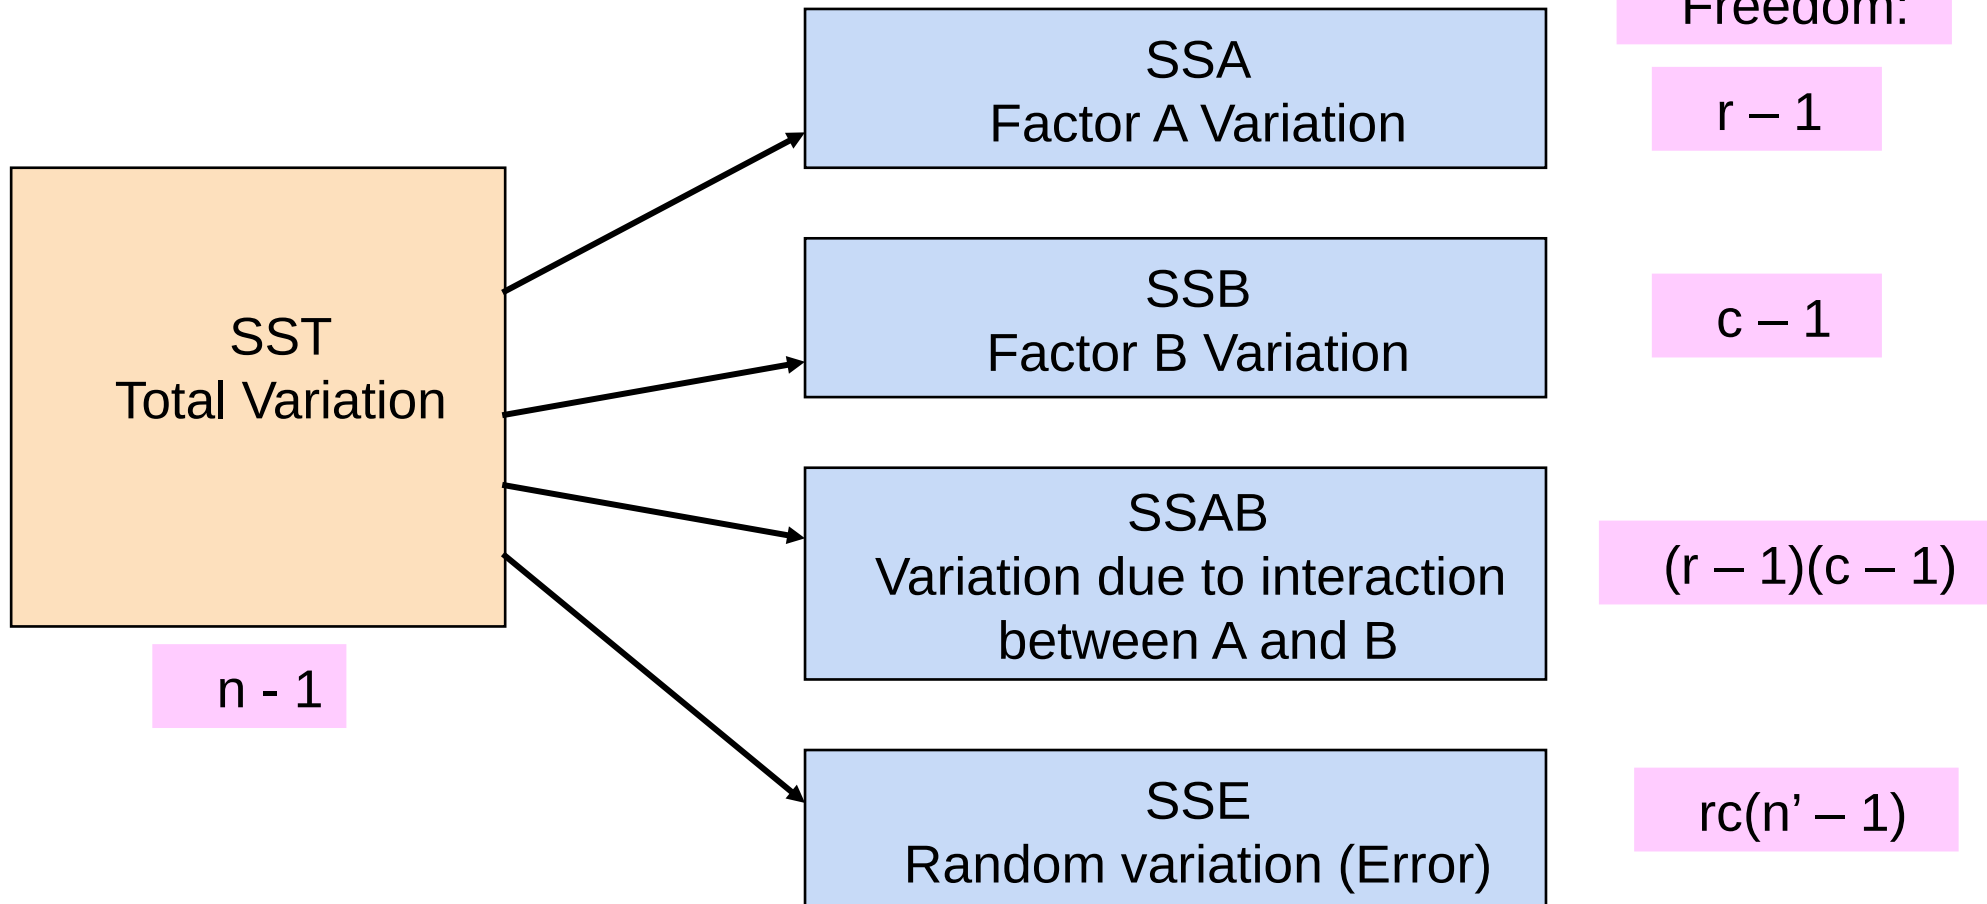 Freedom:
SSA
Factor A Variation
r – 1
SSB
Factor B Variation
c – 1
SST
Total Variation
SSAB
Variation due to interaction
between A and B
(r – 1)(c – 1)
n - 1
SSE
Random variation (Error)
rc(n’ – 1)